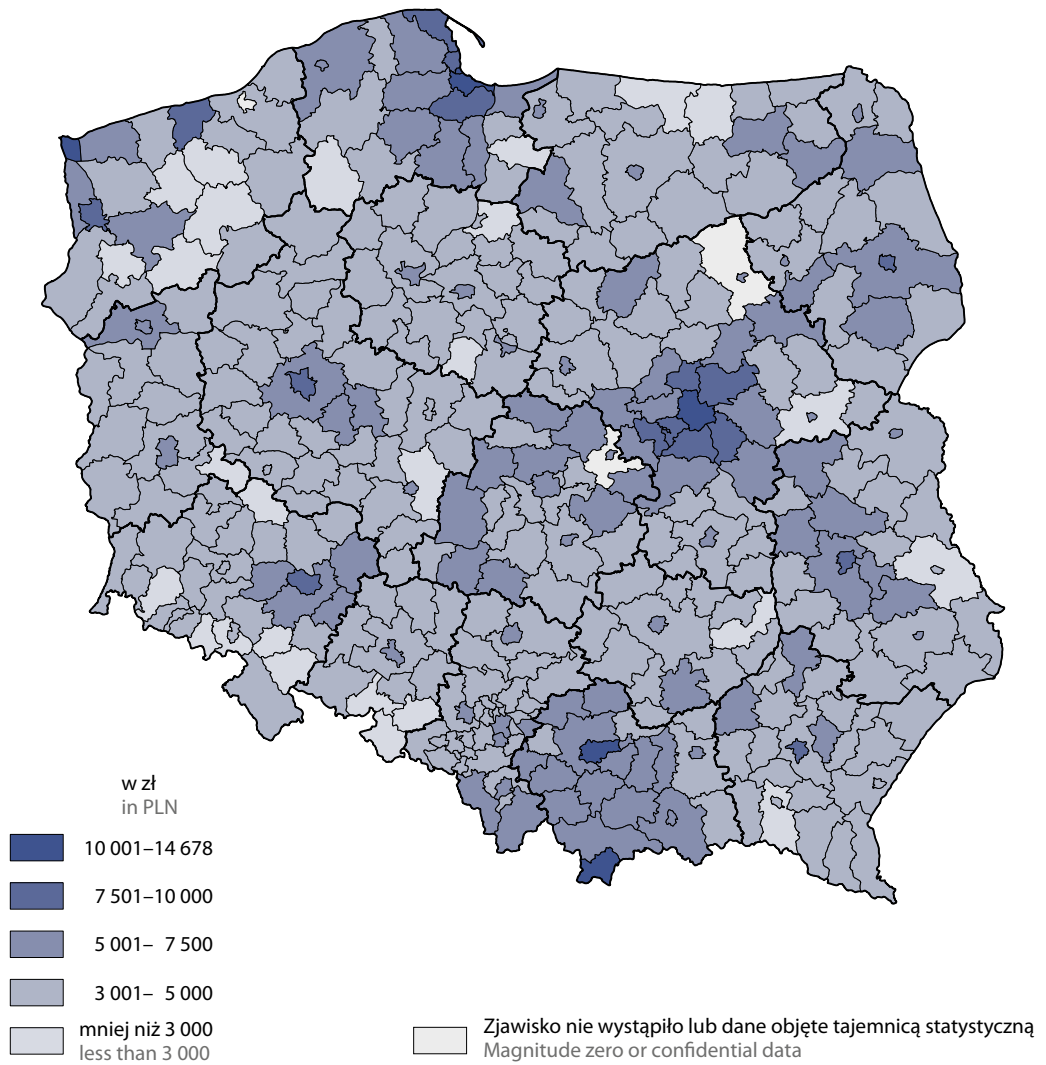 w zł
in PLN
10 001–14 678
7 501–10 000
5 001– 7 500
3 001– 5 000
mniej niż 3 000
less than 3 000
Zjawisko nie wystąpiło lub dane objęte tajemnicą statystyczną
Magnitude zero or confidential data